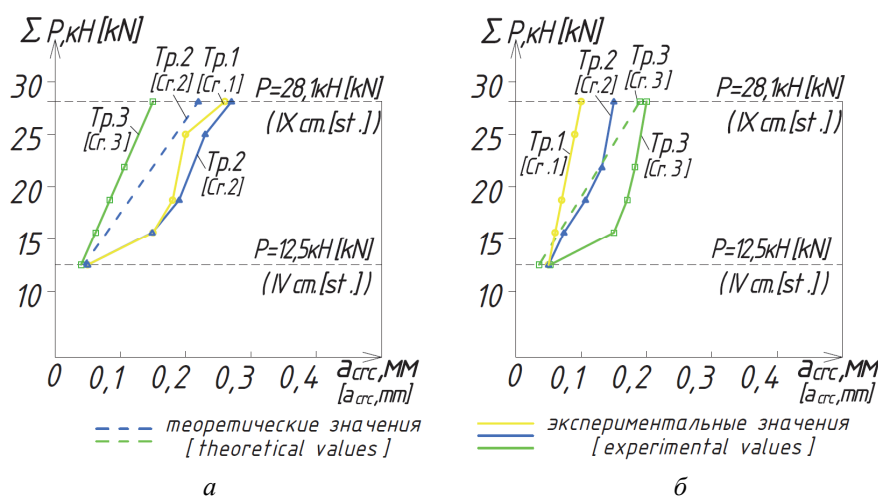 Σ P,кН[kN]
30
25
20
15
10
0
0,1
0,2
0,3
0,4
Тр.3
[Cr.3]
Тр.2
[Cr.2]
Тр.1
[Cr.1]
Тр.2
[Cr.2]
P=28,1кН[kN]
(IX ст.[st.])
P=12,5кН[kN]
(IV ст.[st.])
acrc,мм
[acrc,mm]
Σ P,кН[kN]
30
25
20
15
10
0
0,1
0,2
0,3
0,4
Тр.1
[Cr.1]
Тр.2
[Cr.2]
Тр.3
[Cr.3]
Тр.3
[Cr.3]
P=28,1кН[kN]
(IX ст.[st.])
P=12,5кН[kN]
(IV ст.[st.])
acrc,мм
[acrc,mm]
теоретические значения
[theoretical values]
экспериментальные значения
[experimental values]
а
б